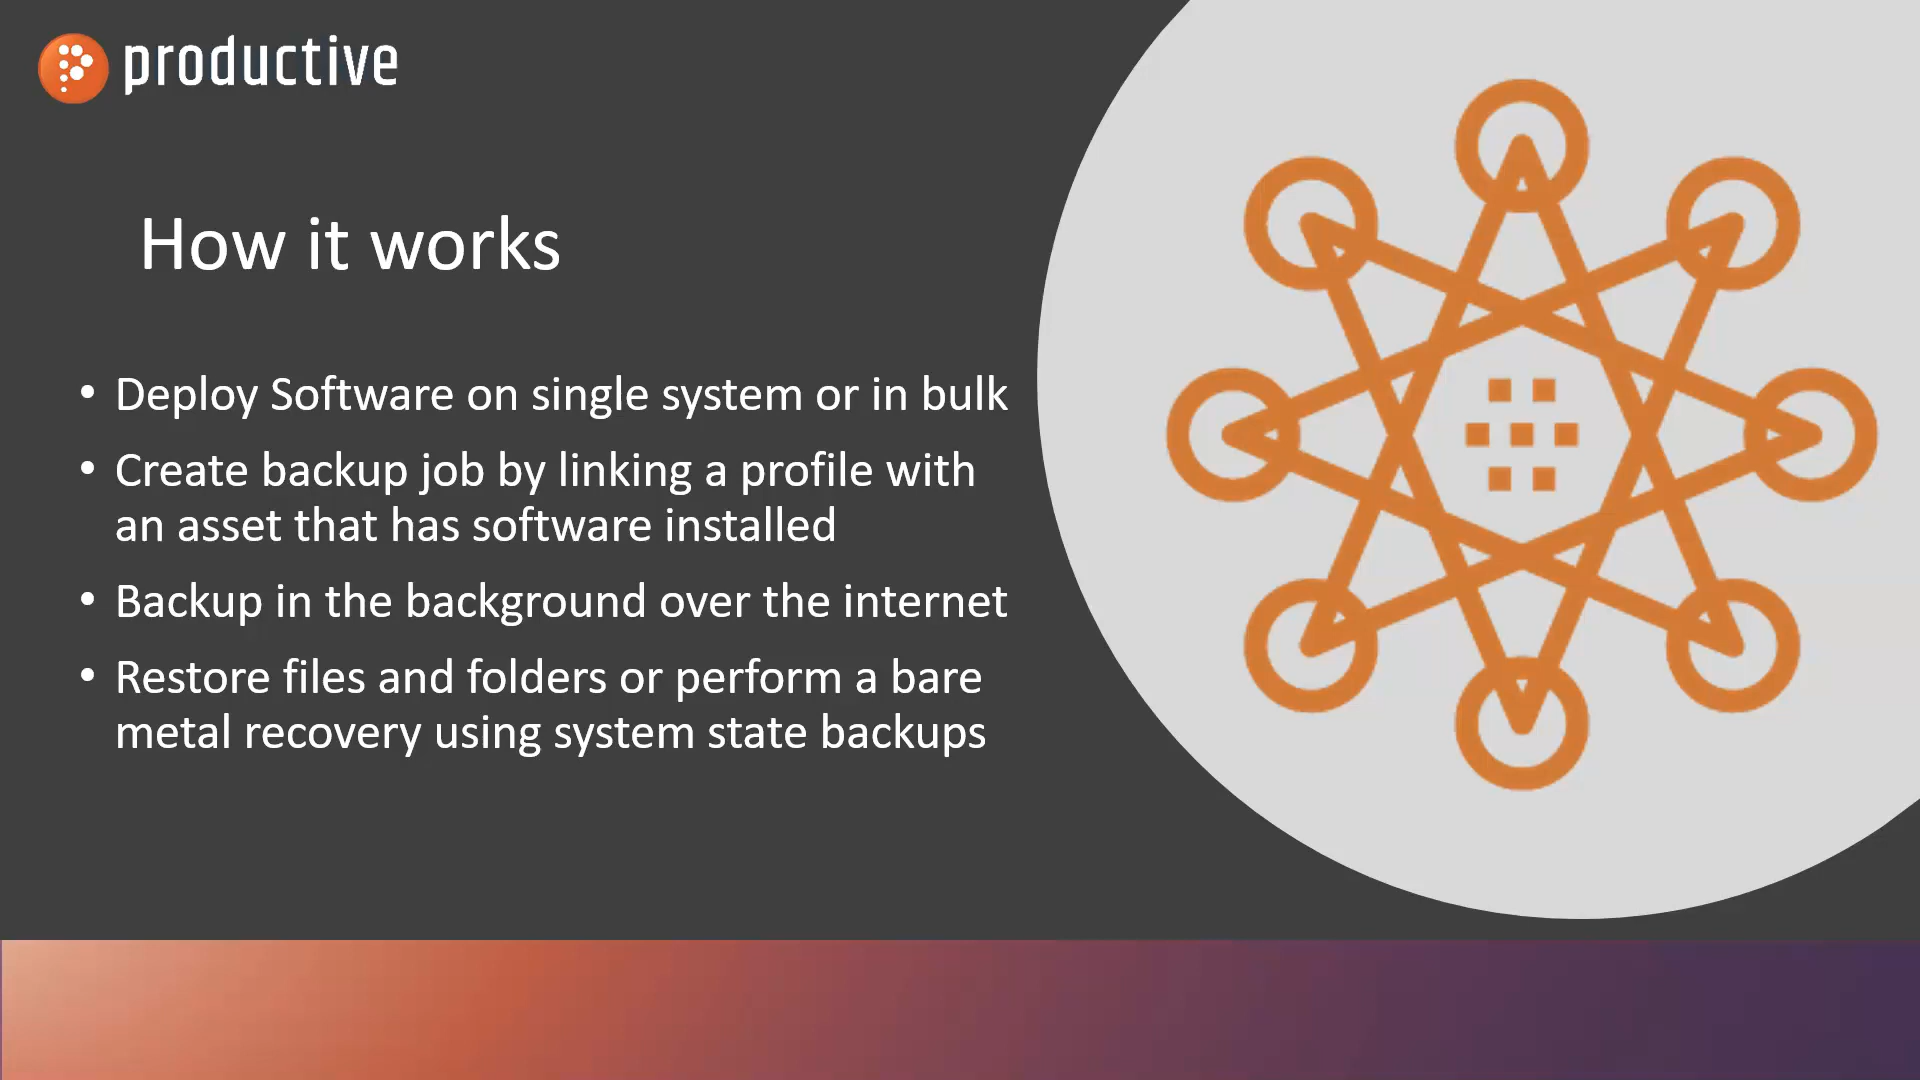 productive
How it works
• Deploy Software on single system or in bulk
• Create backup job by linking a profile with
an asset that has software installed
• Backup in the background over the internet
• Restore files and folders or perform a bare
metal recovery using system state backups